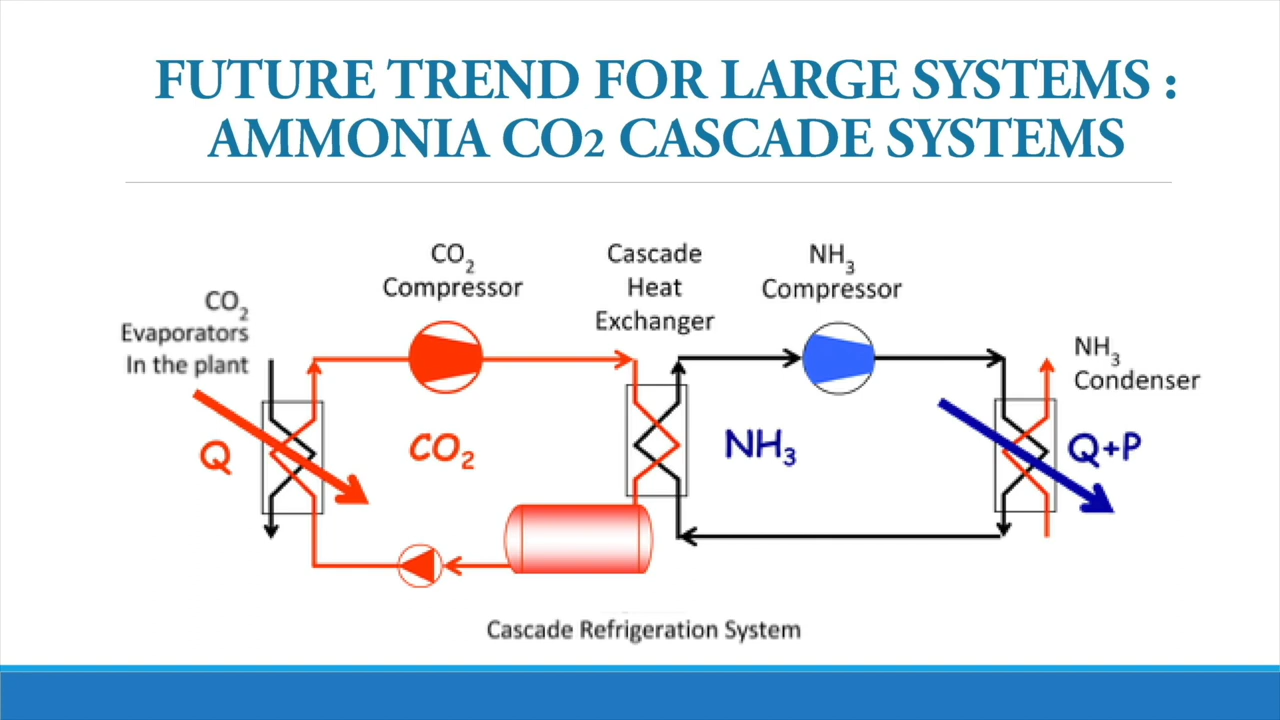 FUTURE TREND FOR LARGE SYSTEMS :
AMMONIA CO2 CASCADE SYSTEMS
CO2
Compressor
Cascade
Heat
Exchanger
NH3
Compressor
CO2
Evaporators
In the plant
NH3
Condenser
Q
CO2
NH3
Q+P
Cascade Refrigeration System